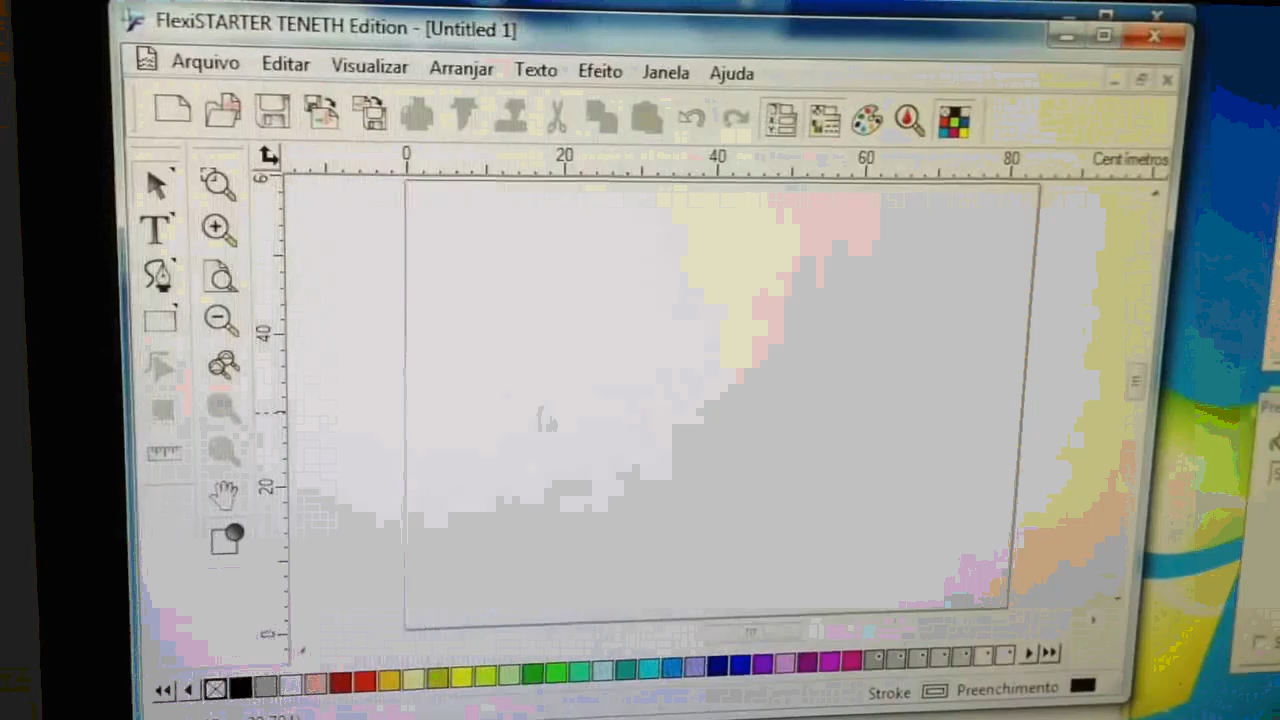 FlexiSTARTER TENETH Edition - [Untitled 1]
Arquivo Editar Visualizar Arranjar Texto Efeito Janela Ajuda
0 20 40 60 80 Centímetros
40
20
0
Stroke Preenchimento